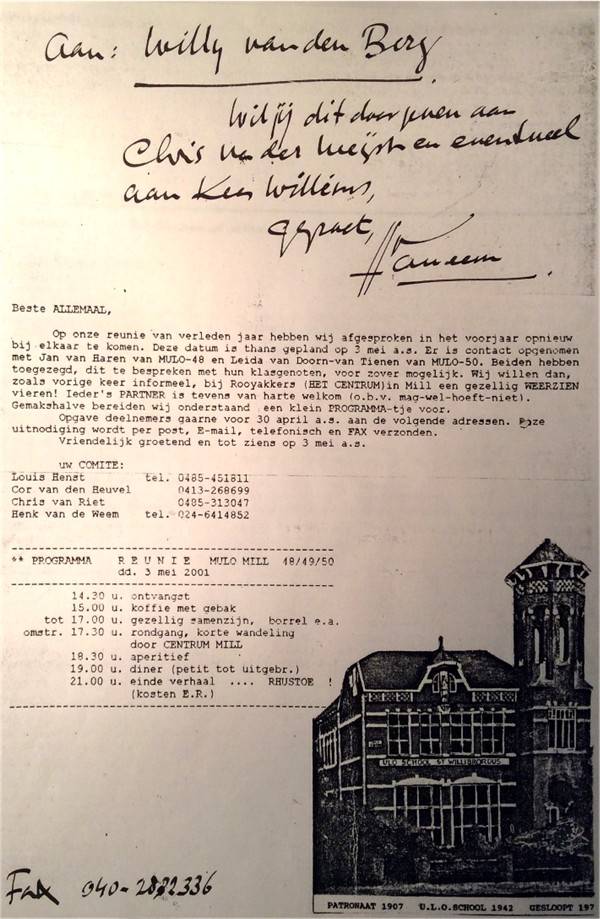 Aan: Willy van den Berg
Wil jij dit doorgeven aan
Chris v. der en eventueel
aan Kees Willems,
gegroet,
Beste ALLEMAAL,
Op onze reunie van verleden jaar hebben wij afgesproken in het voorjaar opnieuw
bij elkaar te komen. Deze datum is thans gepland op 3 mei a.s. Er is contact opgenomen
met Jan van Haren van MULO-48 en Leida van Doorn-van Tienen van MULO-50. Beiden hebben
toegezegd, dit te bespreken met hun klasgenoten, voor zover mogelijk. Wij willen dan,
zoals vorige keer informeel, bij Rooyakkers (HET CENTRUM)in Mill een gezellig WEERZIEN
vieren! Ieder's PARTNER is tevens van harte welkom (o.b.v. mag-wel-hoeft-niet).
Gemakshalve bereiden wij onderstaand een klein PROGRAMMA-tje voor.
Opgave deelnemers gaarne voor 30 april a.s. aan de volgende adressen. Deze
uitnodiging wordt per post, E-mail, telefonisch en FAX verzonden.
Vriendelijk groetend en tot ziens op 3 mei a.s.
uw COMITE:
Louis Henst tel. 0485-451811
Cor van den Heuvel 0413-268699
Chris van Riet 0485-313047
Henk van de Weem tel. 024-6414852
** PROGRAMMA R E U N I E MULO MILL 48/49/50
dd. 3 mei 2001
14.30 u. ontvangst
15.00 u. koffie met gebak
tot 17.00 u. gezellig samenzijn, borrel e.a.
omstr. 17.30 u. rondgang, korte wandeling
door CENTRUM MILL
18.30 u. aperitief
19.00 u. diner (petit tot uitgebr.)
21.00 u. einde verhaal .... RHUSTOE !
(kosten E.R.)
ULO SCHOOL ST WILLIBORDUS
Fax 040-2832336
PATRONAAT 1907 U.L.O.SCHOOL 1942 GESLOOPT 197